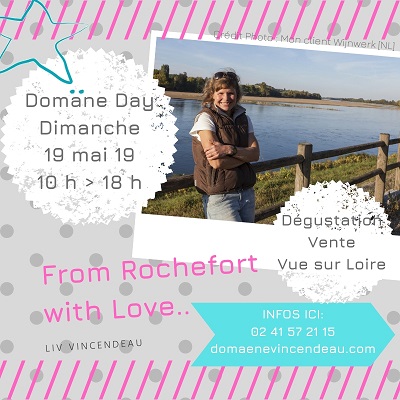 Crédit Photo : Mon client Wijnwerk [NL]
Domäne Day
Dimanche
19 mai 19
10 h > 18 h
Dégustation
Vente
Vue sur Loire
From Rochefort
with Love..
LIV VINCENDEAU
INFOS ICI:
02 41 57 21 15
domaenevincendeau.com